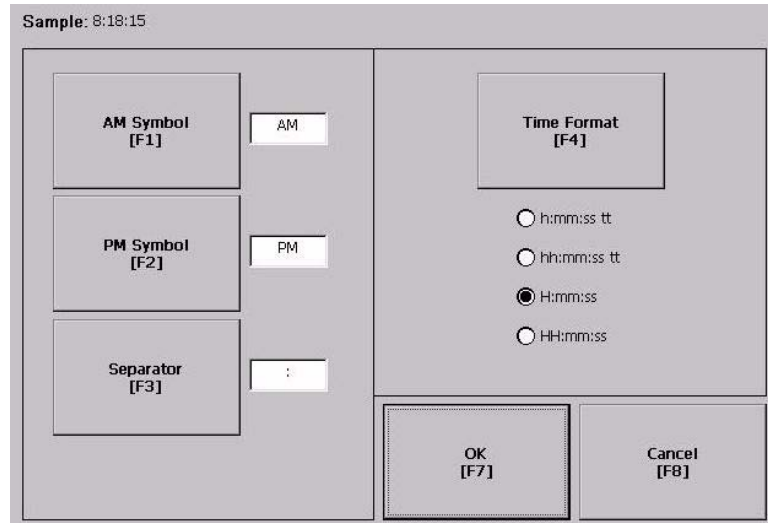 Sample: 8:18:15
AM Symbol
[F1]
AM
PM Symbol
[F2]
PM
Separator
[F3]
:
Time Format
[F4]
h:mm:ss tt
hh:mm:ss tt
H:mm:ss
HH:mm:ss
OK
[F7]
Cancel
[F8]